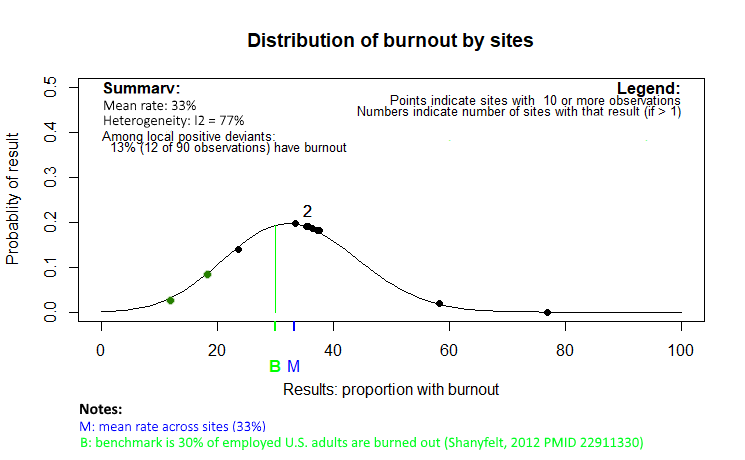 Distribution of burnout by sites
Summary:
Mean rate: 33%
Heterogeneity: I2 = 77%
Among local positive deviants:
13% (12 of 90 observations) have burnout
Legend:
Points indicate sites with 10 or more observations
Numbers indicate number of sites with that result (if > 1)
Probablity of result
0.5
0.4
0.3
0.2
0.1
0.0
2
0 20 40 60 80 100
B M
Results: proportion with burnout
Notes:
M: mean rate across sites (33%)
B: benchmark is 30% of employed U.S. adults are burned out (Shanyfelt, 2012 PMID 22911330)